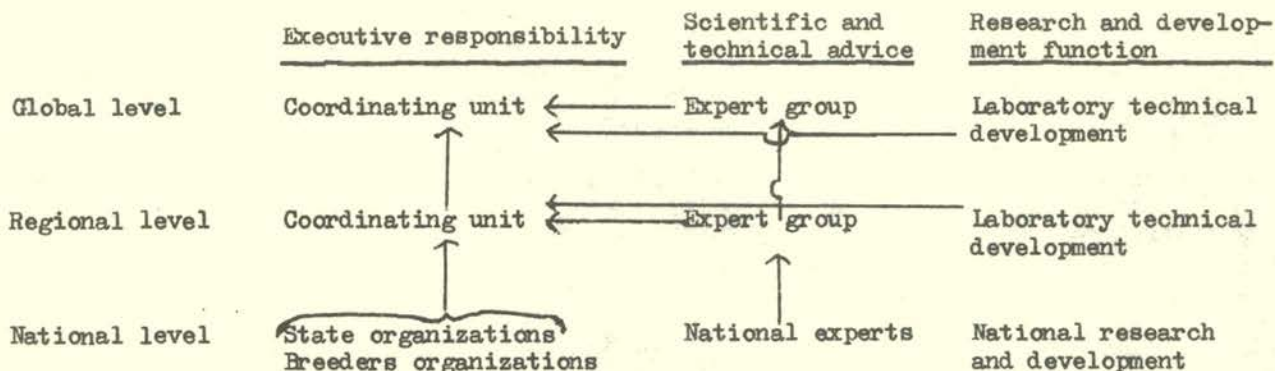 Executive responsibility Scientific and technical advice Research and develop-
ment function
Global level Coordinating unit Expert group Laboratory technical
development
Regional level Coordinating unit Expert group Laboratory technical
development
National level State organizations National experts National research
Breeders organizations and development